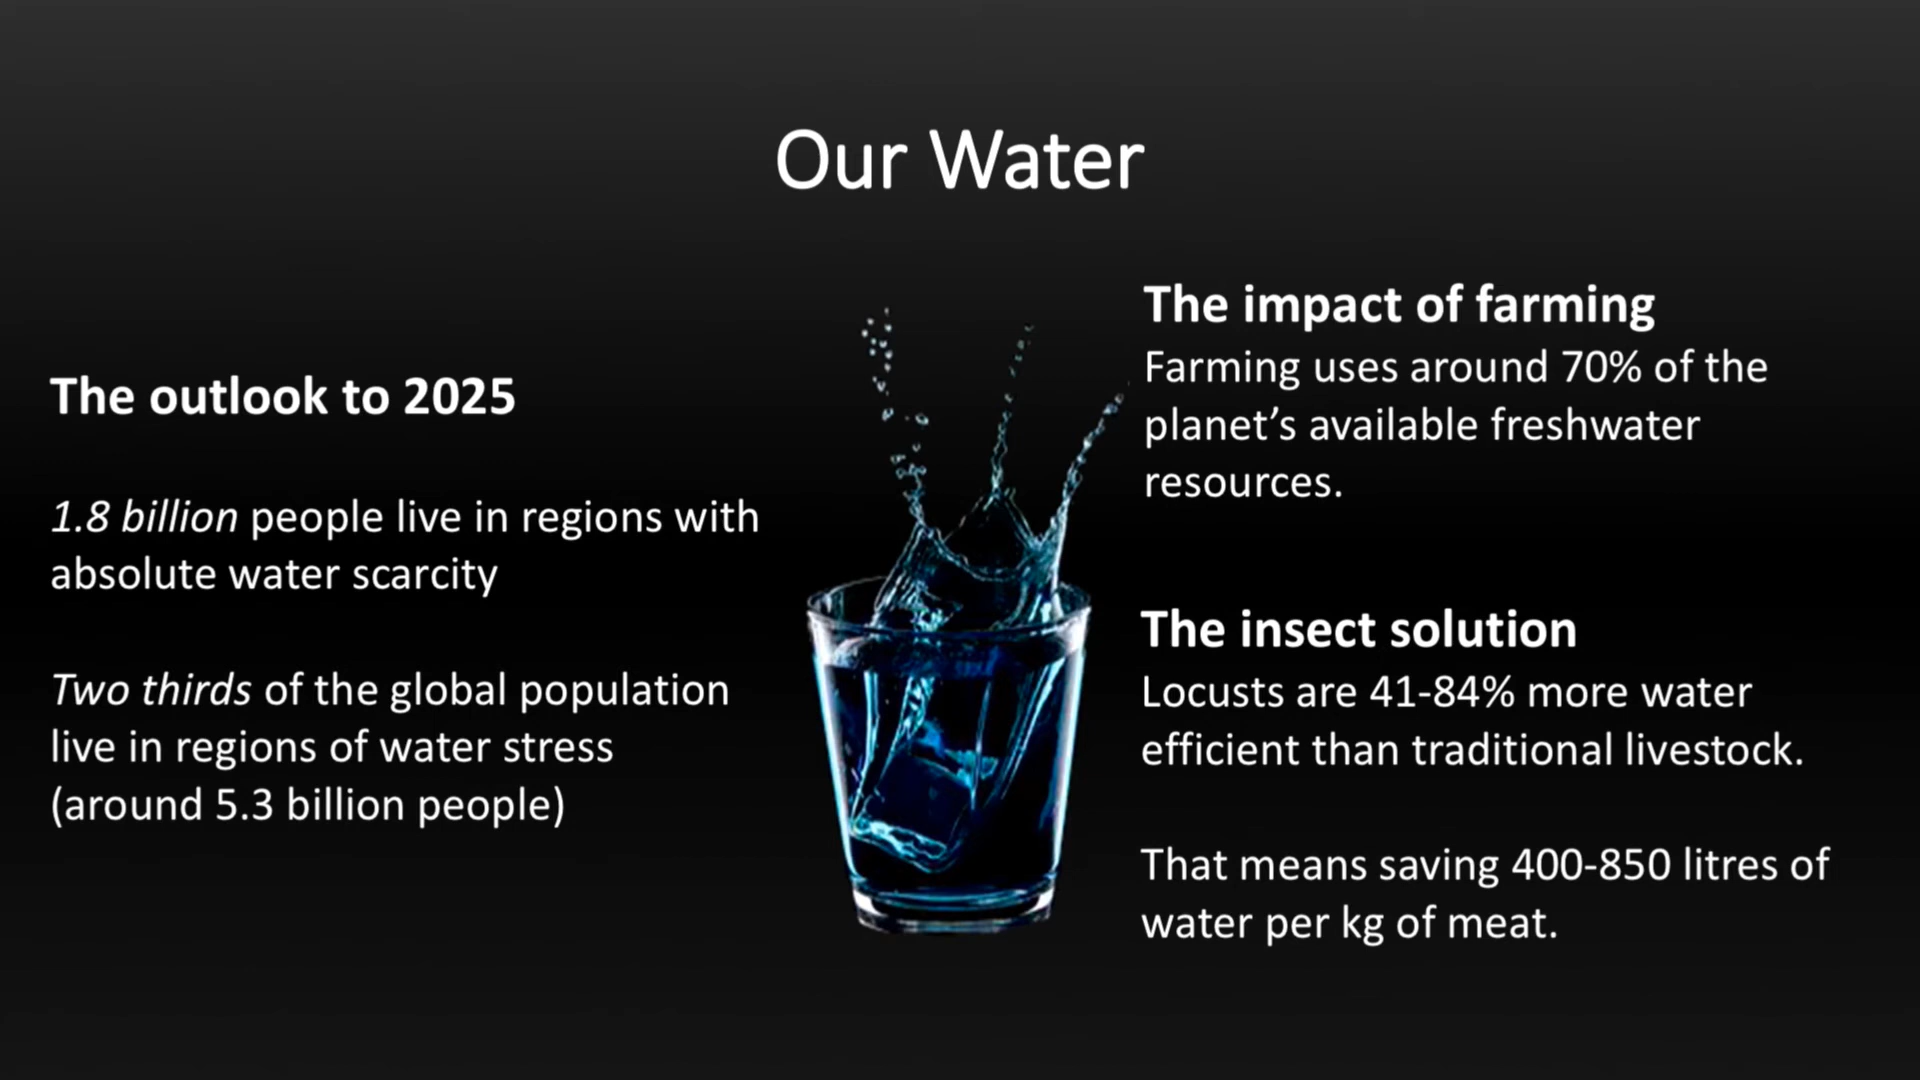 Our Water
The outlook to 2025
1.8 billion people live in regions with
absolute water scarcity
Two thirds of the global population
live in regions of water stress
(around 5.3 billion people)
The impact of farming
Farming uses around 70% of the
planet’s available freshwater
resources.
The insect solution
Locusts are 41-84% more water
efficient than traditional livestock.
That means saving 400-850 litres of
water per kg of meat.